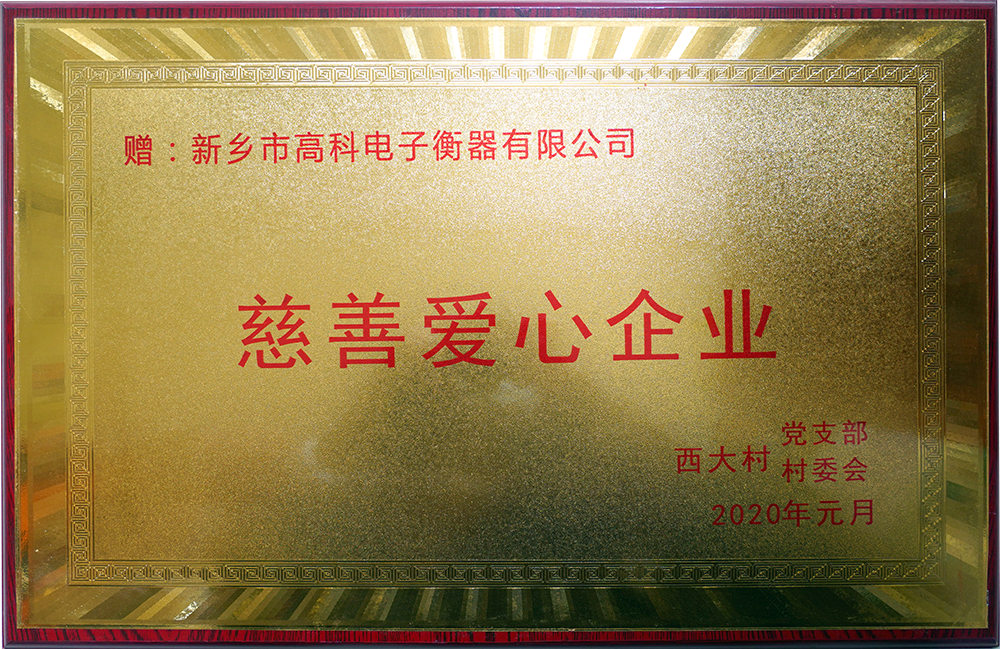 赠：新乡市高科电子衡器有限公司
慈善爱心企业
西大村 党支部
村委会
2020年元月